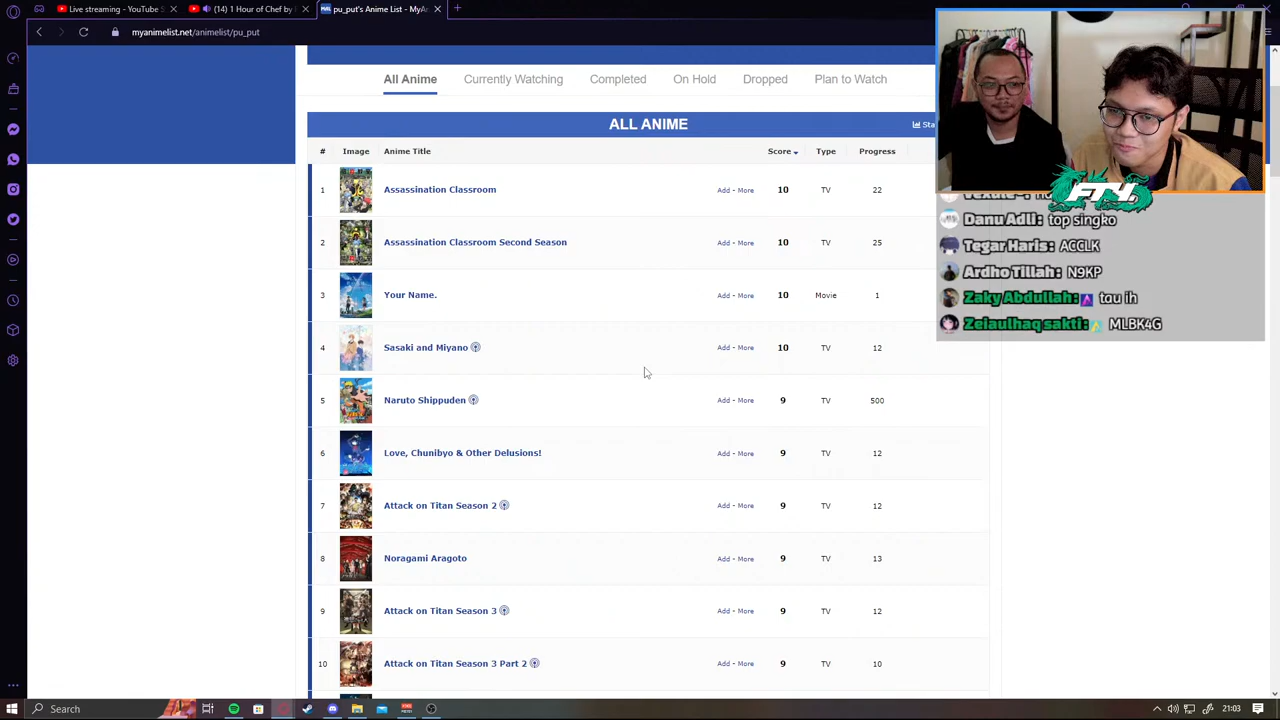 Live streaming - YouTube S
(14) 1 Hour of Chef by
pu_put's Anime List - MyAn
myanimelist.net/animelist/pu_put
All Anime
Currently Watching
Completed
On Hold
Dropped
Plan to Watch
ALL ANIME
Sta
# Image Anime Title Score Type Progress
1 Assassination Classroom Add - More 10 TV 22
2 Assassination Classroom Second Season Add - More 10 TV 25
3 Your Name. Add - More 10 Movie 1
4 Sasaki and Miyano Add - More 10 TV 12
5 Naruto Shippuden Add - More 9 TV 500
6 Love, Chunibyo & Other Delusions! Add - More 9 TV 12
7 Attack on Titan Season 2 Add - More 9 TV 12
8 Noragami Aragoto Add - More 9 TV 13
9 Attack on Titan Season 3 Add - More 9 TV 12
10 Attack on Titan Season 3 Part 2 Add - More 9 TV 10
FTY
Danu Adli: top singko
Tegar Haris: ACCLK
Ardho Tillah: N9KP
Zaky Abdullah: tau ih
Zeiaulhaq sakti: MLBK4G
Search
ENG
21:03